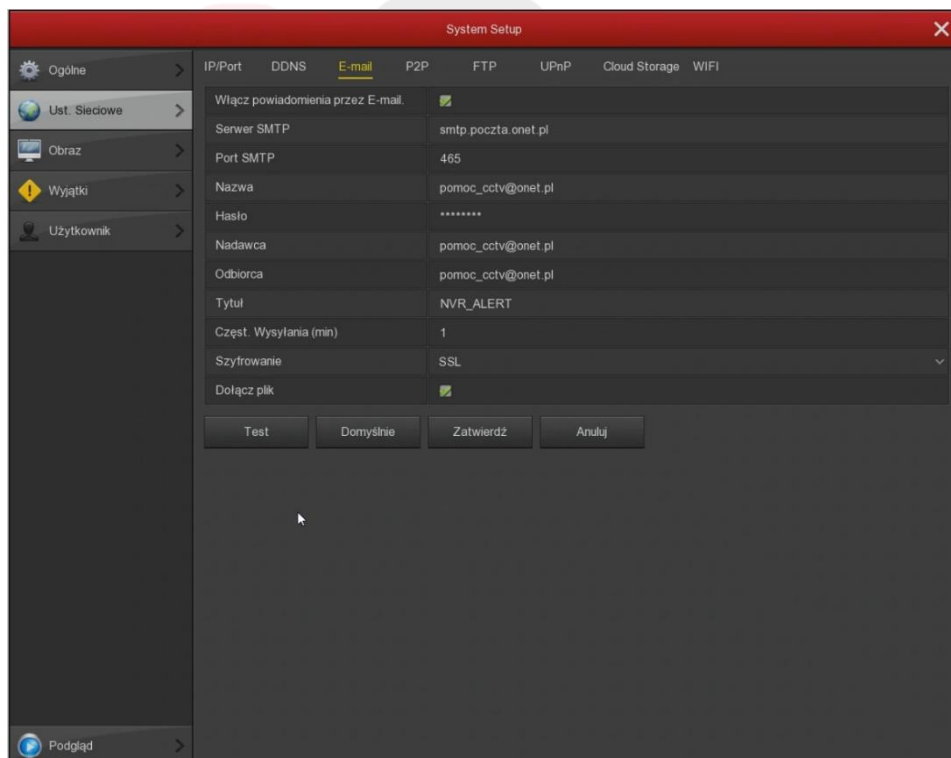 System Setup
Ogólne
Ust. Sieciowe
Obraz
Wyjątki
Użytkownik
Podgląd
IP/Port DDNS E-mail P2P FTP UPnP Cloud Storage WIFI
Włącz powiadomienia przez E-mail.
Serwer SMTP smtp.poczta.onet.pl
Port SMTP 465
Nazwa pomoc_cctv@onet.pl
Hasło ********
Nadawca pomoc_cctv@onet.pl
Odbiorca pomoc_cctv@onet.pl
Tytuł NVR_ALERT
Częst. Wysyłania (min) 1
Szyfrowanie SSL
Dołącz plik
Test Domyślnie Zatwierdź Anuluj